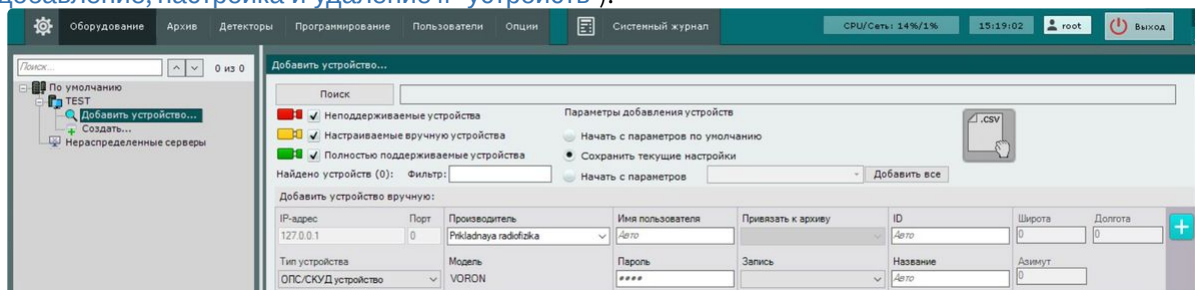 добавление, настройка и удаление IP-устройств").
Оборудование Архив Детекторы Программирование Пользователи Опции Системный журнал CPU/Сеть: 14%/1% 15:19:02 root Выход
Поиск... 0 из 0
По умолчанию
TEST
Добавить устройство...
Создать...
Нераспределенные серверы
Добавить устройство...
Поиск
Неподдерживаемые устройства
Настраиваемые вручную устройства
Полностью поддерживаемые устройства
Параметры добавления устройств
Начать с параметров по умолчанию
Сохранить текущие настройки
.CSV
Найдено устройств (0): Фильтр: Начать с параметров Добавить все
Добавить устройство вручную:
IP-адрес Порт Производитель Имя пользователя Привязать к архиву ID Широта Долгота
127.0.0.1 0 Prikladnaya radiofizika Авто Авто 0 0
Тип устройства Модель Пароль Запись Название Азимут
ОПС/СКУД устройство VORON **** Авто 0